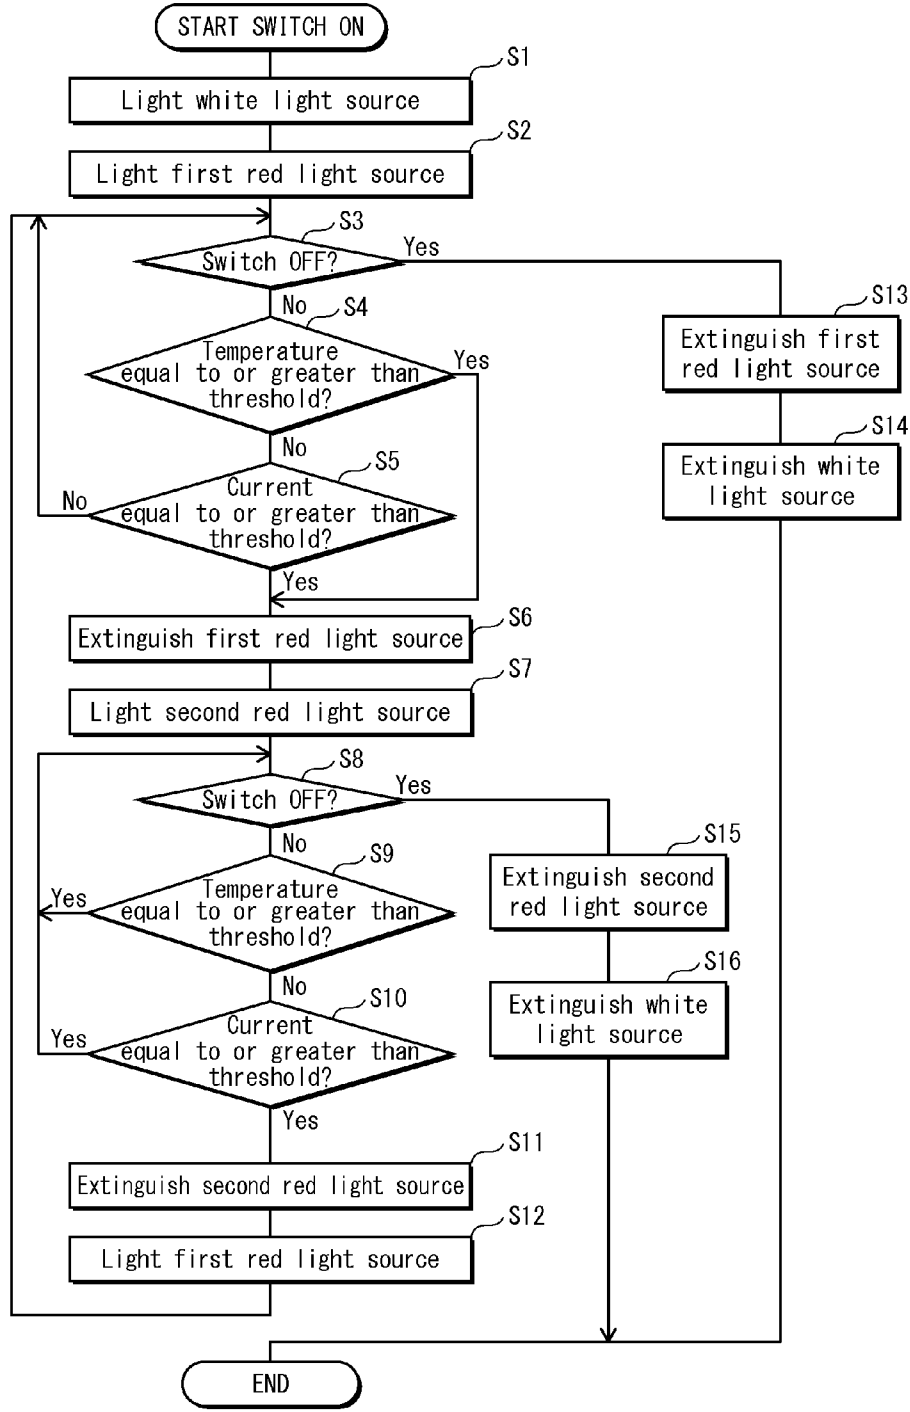 START SWITCH ON
S1
Light white light source
S2
Light first red light source
S3
Switch OFF?
Yes
No
S4
Temperature
equal to or greater than
threshold?
Yes
No
S5
Current
equal to or greater than
threshold?
No
Yes
S13
Extinguish first
red light source
S14
Extinguish white
light source
S6
Extinguish first red light source
S7
Light second red light source
S8
Switch OFF?
Yes
No
S9
Temperature
equal to or greater than
threshold?
Yes
No
S10
Current
equal to or greater than
threshold?
Yes
Yes
S15
Extinguish second
red light source
S16
Extinguish white
light source
S11
Extinguish second red light source
S12
Light first red light source
END